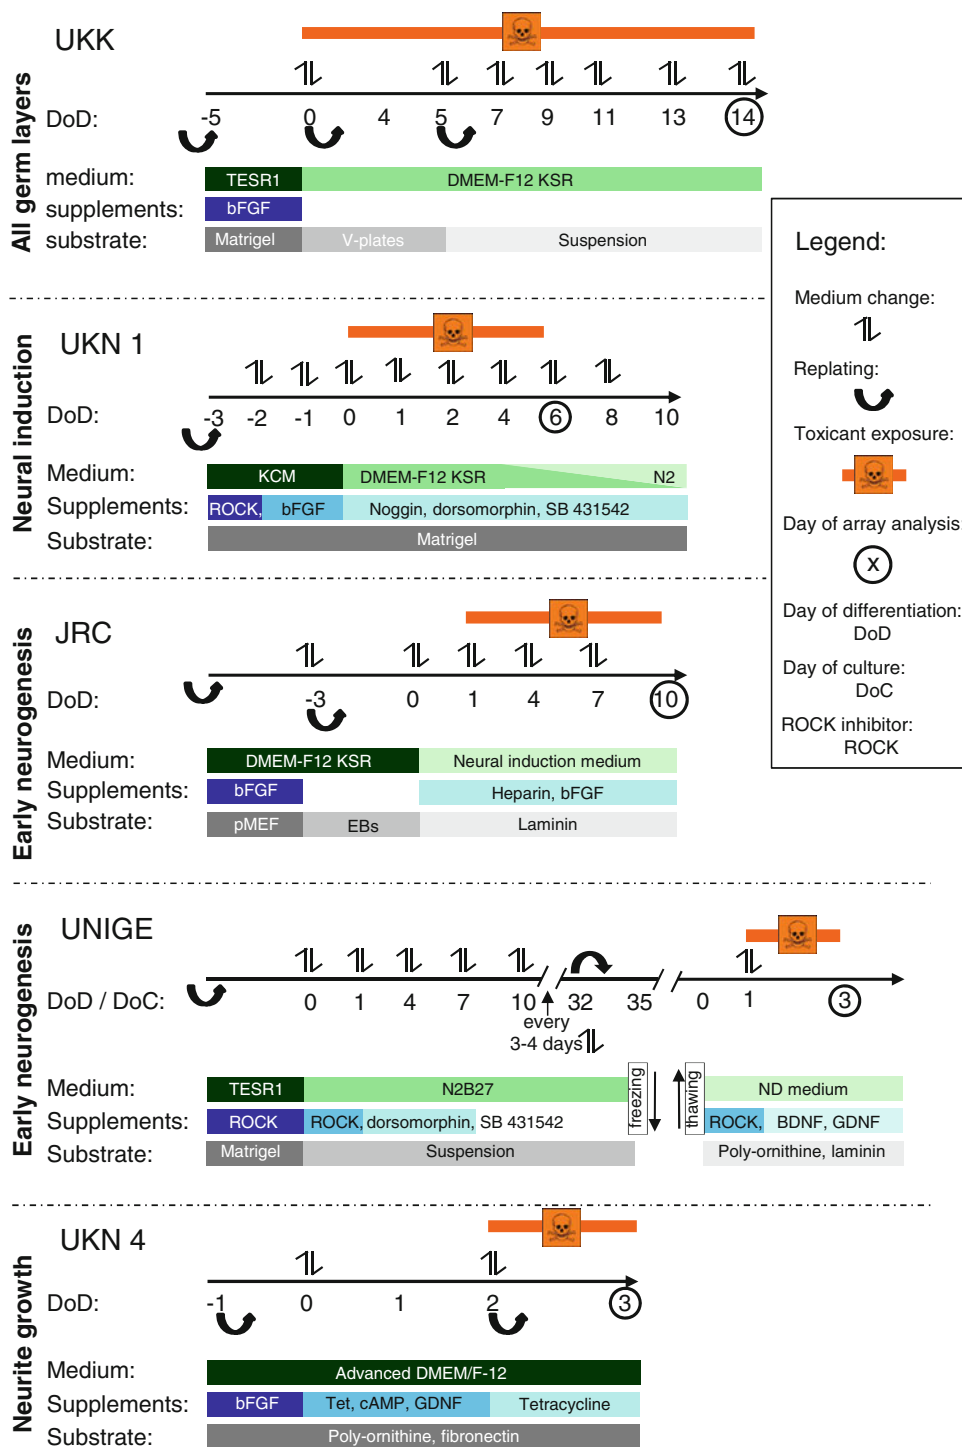 All germ layers
UKK
DoD: -5 0 4 5 7 9 11 13 14
medium: TESR1 DMEM-F12 KSR
supplements: bFGF
substrate: Matrigel V-plates Suspension
Neural induction
UKN 1
DoD: -3 -2 -1 0 1 2 4 6 8 10
Medium: KCM DMEM-F12 KSR N2
Supplements: ROCK, bFGF Noggin, dorsomorphin, SB 431542
Substrate: Matrigel
Early neurogenesis
JRC
DoD: -3 0 1 4 7 10
Medium: DMEM-F12 KSR Neural induction medium
Supplements: bFGF Heparin, bFGF
Substrate: pMEF EBs Laminin
Early neurogenesis
UNIGE
DoD / DoC: 0 1 4 7 10 32 35 0 1 3
every
3-4 days
freezing
thawing
Medium: TESR1 N2B27 ND medium
Supplements: ROCK ROCK, dorsomorphin, SB 431542 ROCK, BDNF, GDNF
Substrate: Matrigel Suspension Poly-ornithine, laminin
Neurite growth
UKN 4
DoD: -1 0 1 2 3
Medium: Advanced DMEM/F-12
Supplements: bFGF Tet, cAMP, GDNF Tetracycline
Substrate: Poly-ornithine, fibronectin
Legend:
Medium change:
Replating:
Toxicant exposure:
Day of array analysis:
X
Day of differentiation:
DoD
Day of culture:
DoC
ROCK inhibitor:
ROCK